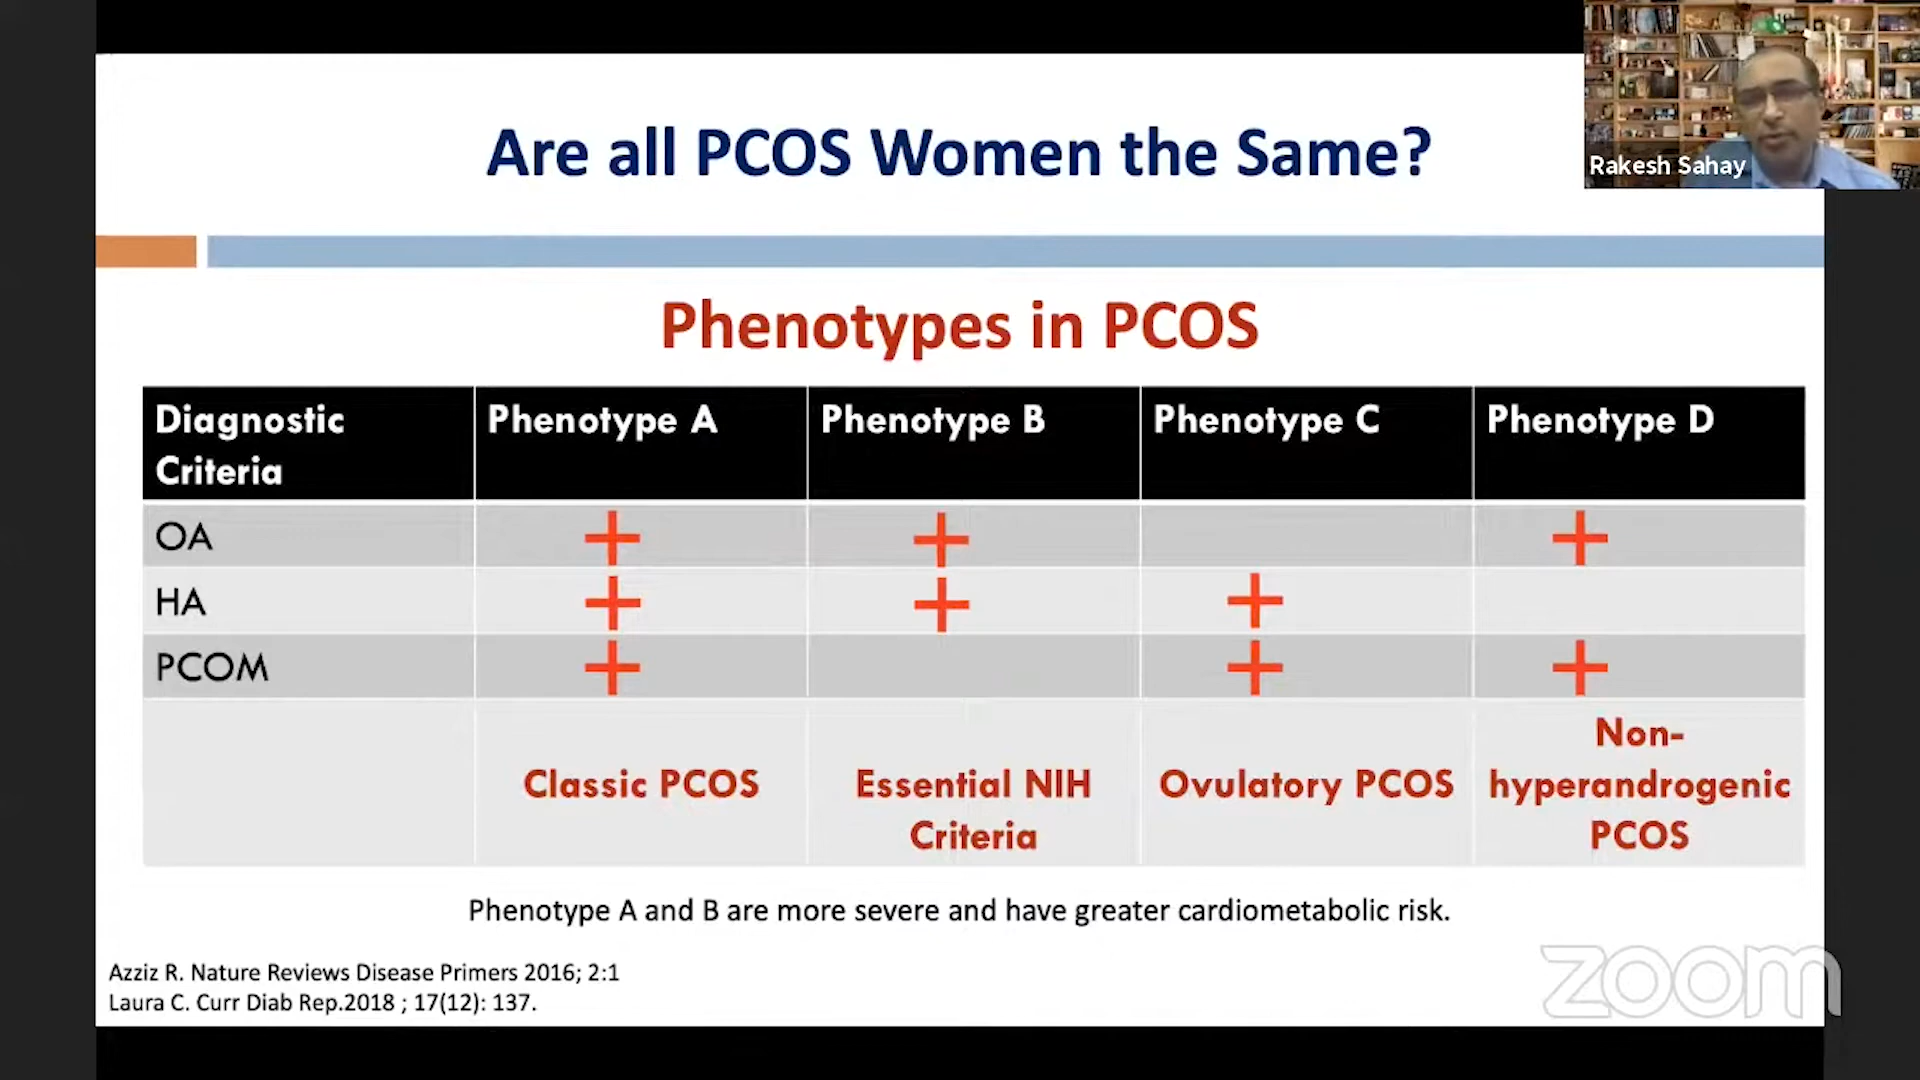 Are all PCOS Women the Same?
Rakesh Sahay
Phenotypes in PCOS
Diagnostic Criteria Phenotype A Phenotype B Phenotype C Phenotype D
OA + + +
HA + + +
PCOM + + +
Classic PCOS Essential NIH Criteria Ovulatory PCOS Non-hyperandrogenic PCOS
Phenotype A and B are more severe and have greater cardiometabolic risk.
Azziz R. Nature Reviews Disease Primers 2016; 2:1
Laura C. Curr Diab Rep.2018 ; 17(12): 137.
zoom